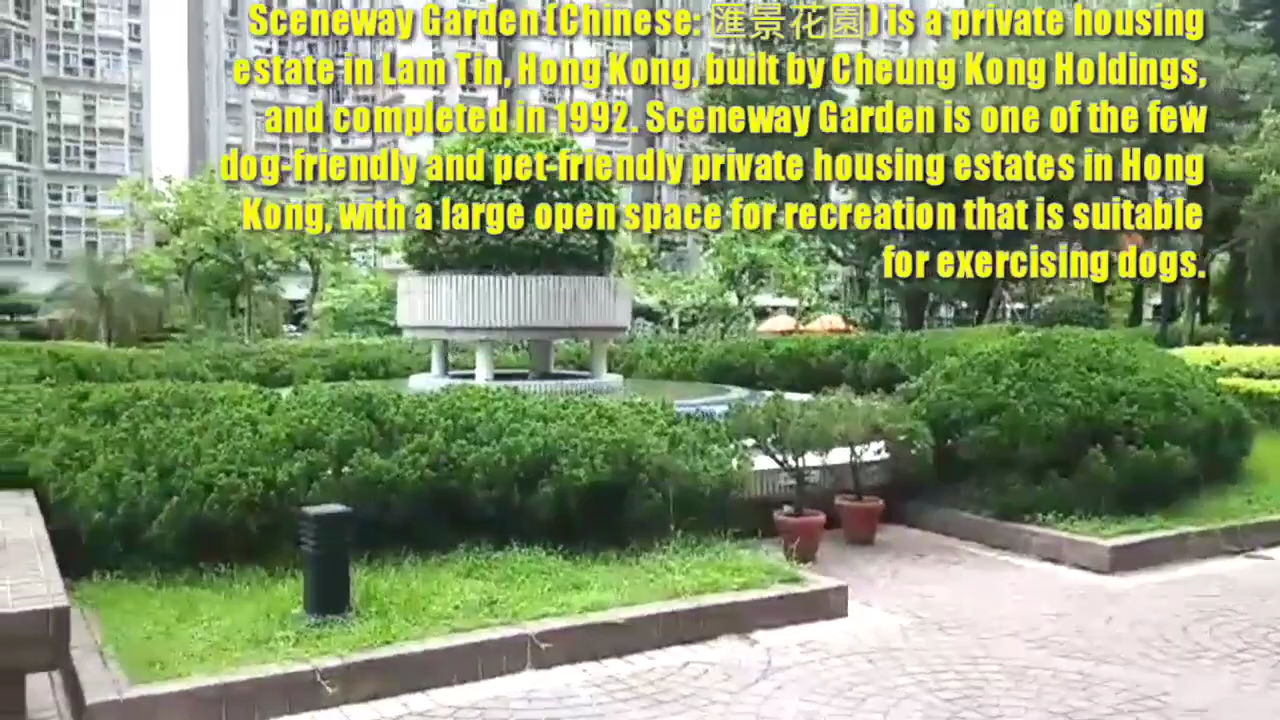 Sceneway Garden (Chinese: 匯景花園) is a private housing
estate in Lam Tin, Hong Kong, built by Cheung Kong Holdings,
and completed in 1992. Sceneway Garden is one of the few
dog-friendly and pet-friendly private housing estates in Hong
Kong, with a large open space for recreation that is suitable
for exercising dogs.